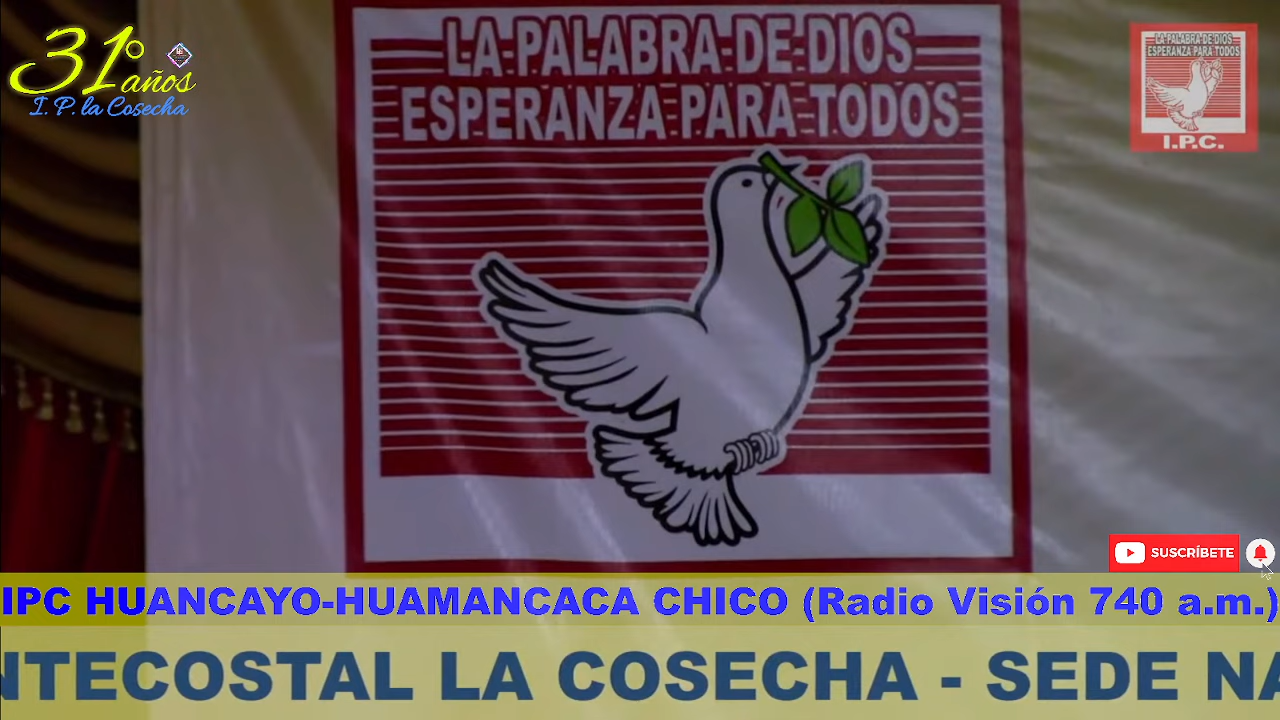 31º años
I. P. la Cosecha
LA PALABRA DE DIOS
ESPERANZA PARA TODOS
LA PALABRA DE DIOS
ESPERANZA PARA TODOS
I.P.C.
SUSCRÍBETE
IPC HUANCAYO-HUAMANCACA CHICO (Radio Visión 740 a.m.)
NTECOSTAL LA COSECHA - SEDE NA